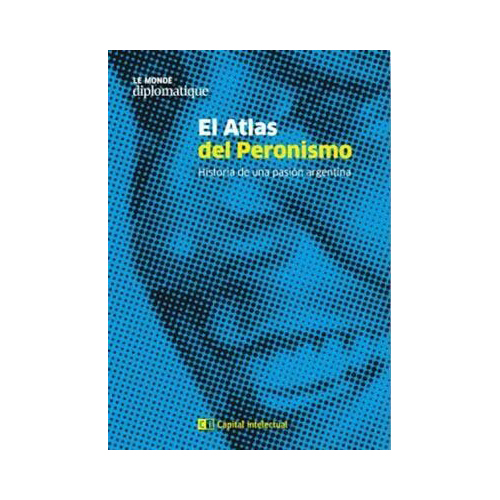 LE MONDE
diplomatique
El Atlas
del Peronismo
Historia de una pasión argentina
Ci Capital intelectual